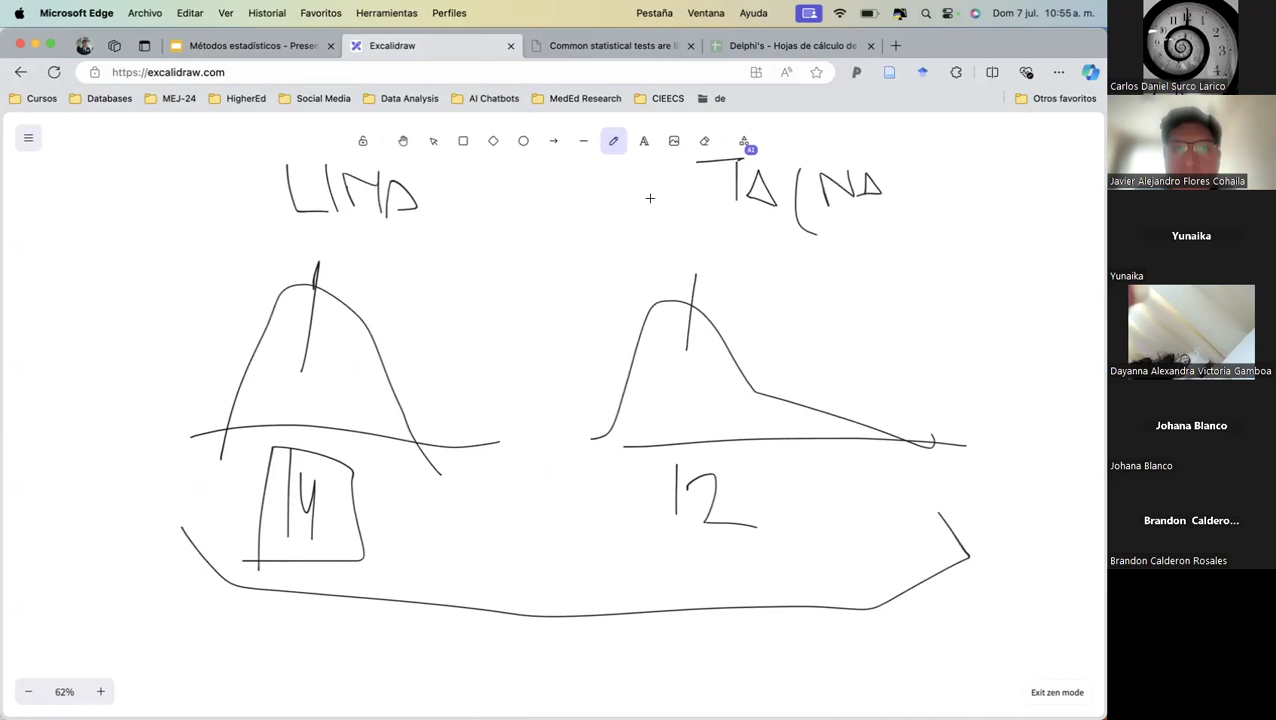 Microsoft Edge Archivo Editar Ver Historial Favoritos Herramientas Perfiles Pestaña Ventana Ayuda Dom 7 jul. 10:55 a. m.
Métodos estadísticos - Presen Excalidraw Common statistical tests are li Delphi's - Hojas de cálculo de
https://excalidraw.com
Cursos Databases MEJ-24 HigherEd Social Media Data Analysis AI Chatbots MedEd Research CIEECS de Otros favoritos
AI
LIMA TA(NA
14 12
62%
Exit zen mode
Carlos Daniel Surco Larico
Javier Alejandro Flores Cohaila
Yunaika
Yunaika
Dayanna Alexandra Victoria Gamboa
Johana Blanco
Johana Blanco
Brandon Caldero...
Brandon Calderon Rosales